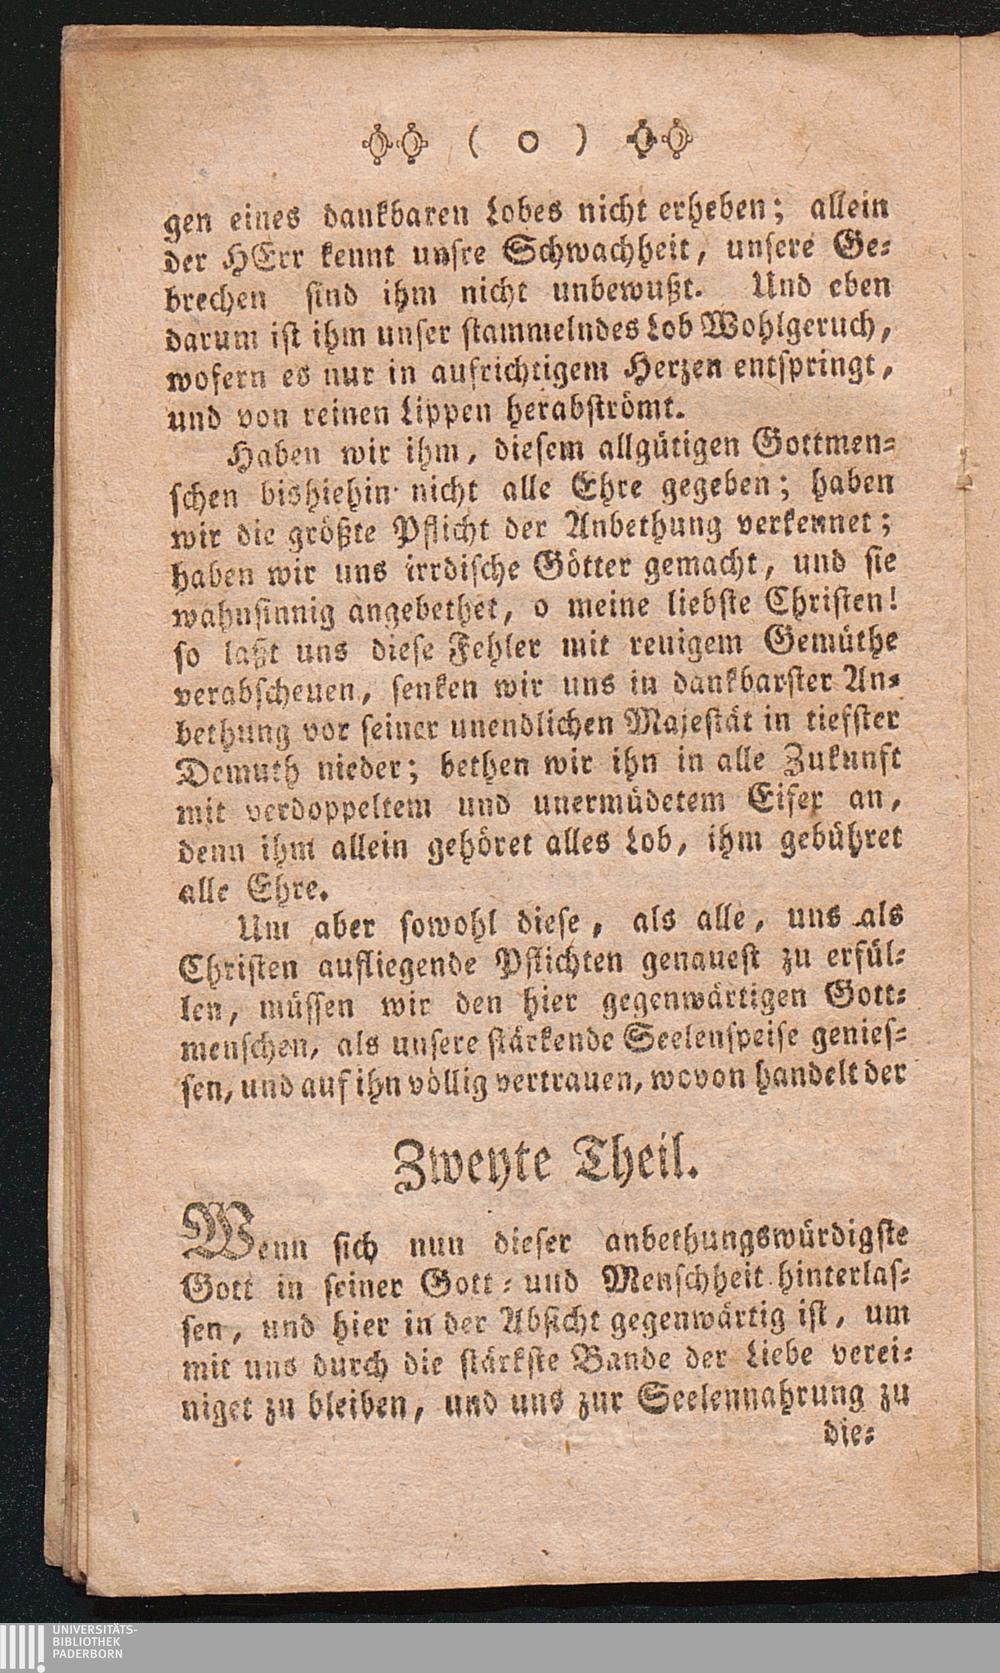 ( o )
gen eines dankbaren Lobes nicht erheben; allein
der HErr kennt unsre Schwachheit, unsere Ge⸗
brechen sind ihm nicht unbewußt. Und eben
darum ist ihm unser stammelndes Lob Wohlgeruch,
wofern es nur in aufrichtigem Herzen entspringt,
und von reinen Lippen herabströmt.
Haben wir ihm, diesem allgütigen Gottmen⸗
schen bishiehin nicht alle Ehre gegeben; haben
wir die größte Pflicht der Anbethung verkennet;
haben wir uns irrdische Götter gemacht, und sie
wahnsinnig angebethet, o meine liebste Christen!
so laßt uns diese Fehler mit reuigem Gemüthe
verabscheuen, senken wir uns in dankbarster An⸗
bethung vor seiner unendlichen Majestät in tiefster
Demuth nieder; bethen wir ihn in alle Zukunft
mit verdoppeltem und unermüdetem Eifer an,
denn ihm allein gehöret alles Lob, ihm gebühret
alle Ehre.
Um aber sowohl diese, als alle, uns als
Christen aufliegende Pflichten genauest zu erfül⸗
len, müssen wir den hier gegenwärtigen Gott⸗
menschen, als unsere stärkende Seelenspeise genies⸗
sen, und auf ihn völlig vertrauen, wovon handelt der
Zweyte Theil.
Wenn sich nun dieser anbethungswürdigste
Gott in seiner Gott⸗ und Menschheit hinterlas⸗
sen, und hier in der Absicht gegenwärtig ist, um
mit uns durch die stärkste Bande der Liebe verei⸗
niget zu bleiben, und uns zur Seelennahrung zu
die⸗
UNIVERSITÄTS-
BIBLIOTHEK
PADERBORN